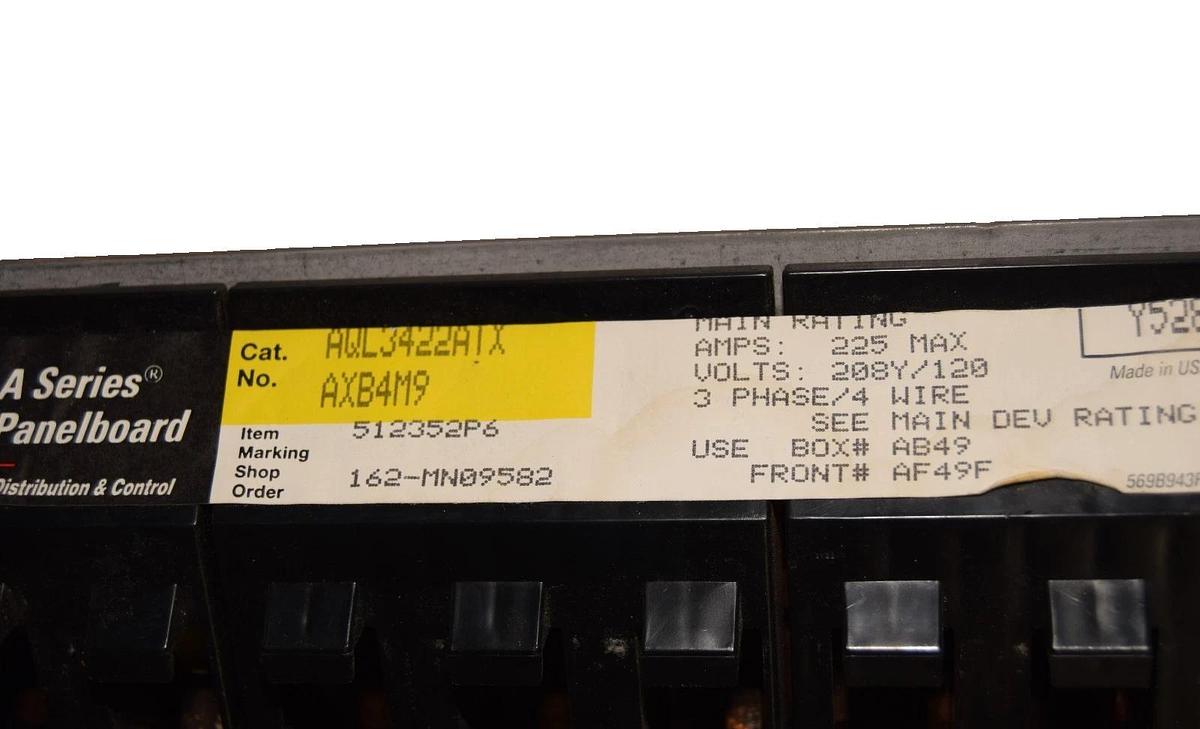 A Series®
Panelboard
Distribution & Control
Cat.
No.
AQL3422ATX
AXB4M9
Item
Marking
512352P6
Shop
Order
162-MN09582
MAIN RATING
AMPS: 225 MAX
VOLTS: 208Y/120
3 PHASE/4 WIRE
SEE MAIN DEV RATING
USE BOX# AB49
FRONT# AF49F
Made in US